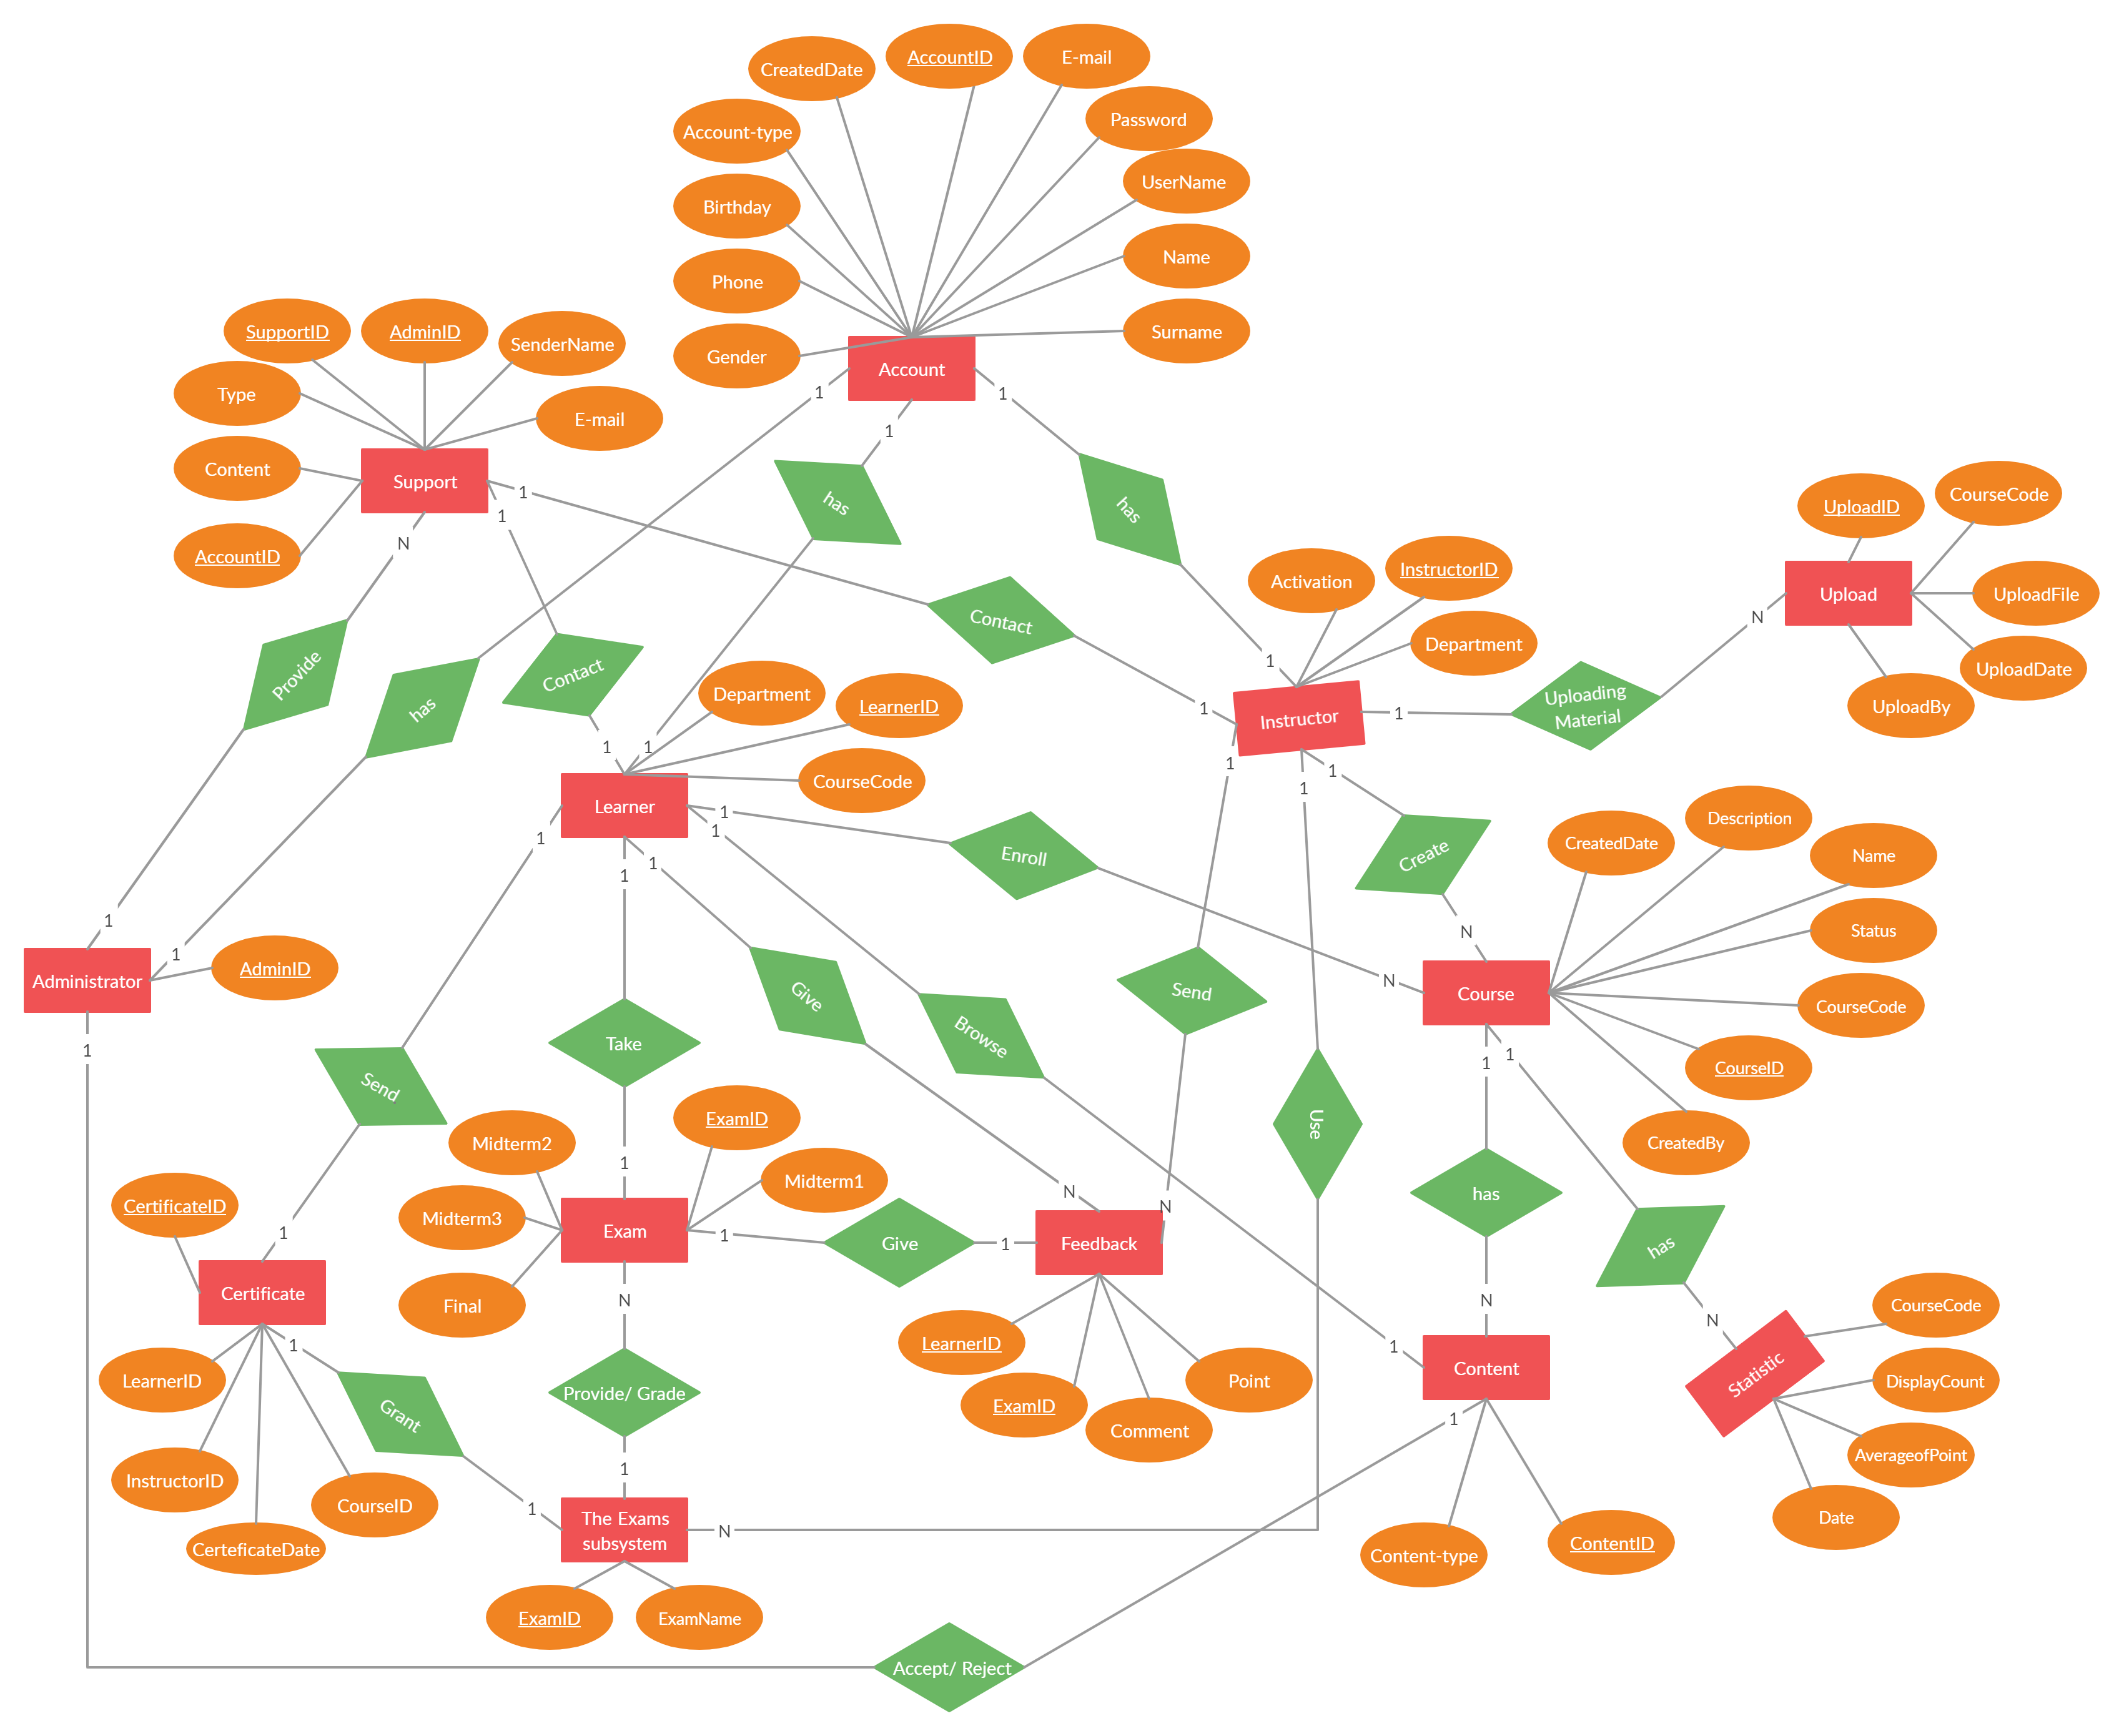 CreatedDate
AccountID
E-mail
Account-type
Password
Birthday
UserName
Phone
Name
Gender
Surname
Account
1
1
1
SupportID
AdminID
SenderName
Type
E-mail
Content
Support
AccountID
1
1
N
has
has
UploadID
CourseCode
Upload
UploadFile
UploadDate
UploadBy
N
Activation
InstructorID
Department
Contact
1
1
Instructor
1
Uploading
Material
Provide
has
Contact
1
1
Department
LearnerID
CourseCode
Learner
1
1
1
1
1
1
1
1
Enroll
Create
N
CreatedDate
Description
Name
Status
CourseCode
CourseID
CreatedBy
Course
N
1
1
1
1
Administrator
AdminID
1
Send
Take
Give
Browse
Send
Use
has
has
N
N
Midterm2
ExamID
Midterm1
Midterm3
Final
Exam
1
1
Give
1
N
N
Feedback
N
CertificateID
1
Certificate
1
LearnerID
InstructorID
CerteficateDate
CourseID
Grant
1
Provide/ Grade
1
LearnerID
ExamID
Comment
Point
1
Content
1
Content-type
ContentID
Statistic
CourseCode
DisplayCount
AverageofPoint
Date
The Exams
subsystem
N
ExamID
ExamName
Accept/ Reject